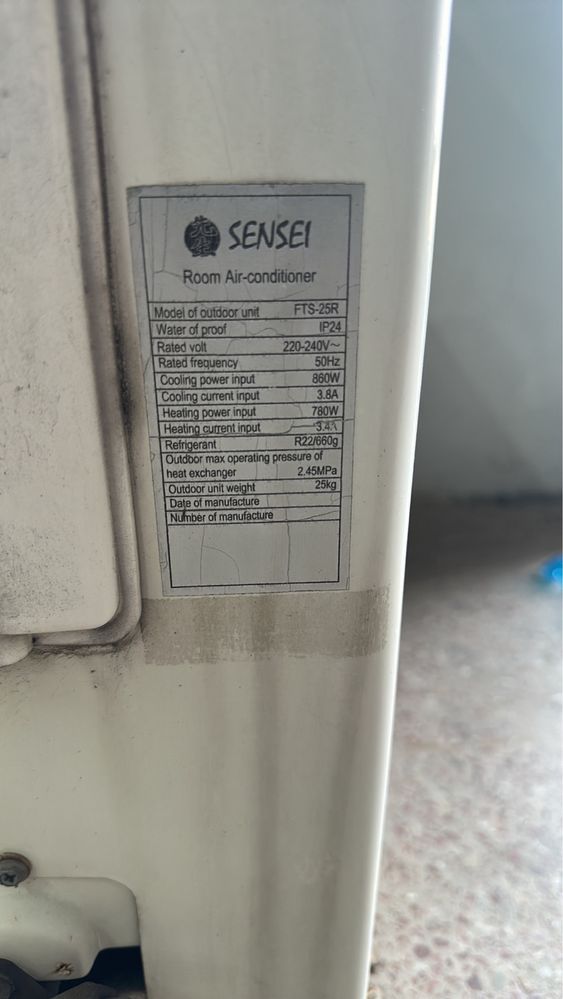 SENSEI
Room Air-conditioner
Model of outdoor unit FTS-25R
Water of proof IP24
Rated volt 220-240V~
Rated frequency 50Hz
Cooling power input 860W
Cooling current input 3.8A
Heating power input 780W
Heating current input 3.4A
Refrigerant R22/660g
Outdoor max operating pressure of
heat exchanger 2.45MPa
Outdoor unit weight 25kg
Date of manufacture
Number of manufacture